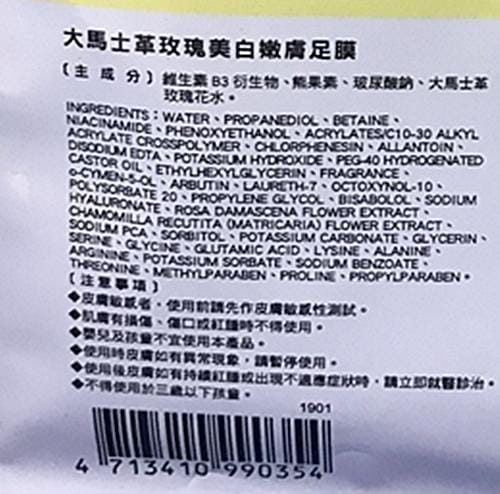 大馬士革玫瑰美白嫩膚足膜
〔主成分〕維生素 B3 衍生物、熊果素、玻尿酸鈉、大馬士革
玫瑰花水。
INGREDIENTS：WATER、PROPANEDIOL、BETAINE、
NIACINAMIDE、PHENOXYETHANOL、ACRYLATES/C10-30 ALKYL
ACRYLATE CROSSPOLYMER、CHLORPHENESIN、ALLANTOIN、
DISODIUM EDTA、POTASSIUM HYDROXIDE、PEG-40 HYDROGENATED
CASTOR OIL、ETHYLHEXYLGLYCERIN、FRAGRANCE、
o-CYMEN-5-OL、ARBUTIN、LAURETH-7、OCTOXYNOL-10、
POLYSORBATE 20、PROPYLENE GLYCOL、BISABOLOL、SODIUM
HYALURONATE、ROSA DAMASCENA FLOWER EXTRACT、
CHAMOMILLA RECUTITA (MATRICARIA) FLOWER EXTRACT、
SODIUM PCA、SORBITOL、POTASSIUM CARBONATE、GLYCERIN、
SERINE、GLYCINE、GLUTAMIC ACID、LYSINE、ALANINE、
ARGININE、POTASSIUM SORBATE、SODIUM BENZOATE、
THREONINE、METHYLPARABEN、PROLINE、PROPYLPARABEN。
〔注意事項〕
◆皮膚敏感者，使用前請先作皮膚敏感性測試。
◆肌膚有損傷、傷口或紅腫時不得使用。
◆嬰兒及孩童不宜使用本產品。
◆使用時皮膚如有異常現象，請暫停使用。
◆使用後皮膚如有持續紅腫或出現不適應症狀時，請立即就醫診治。
◆不得使用於三歲以下孩童。
1901
4 713410 990354